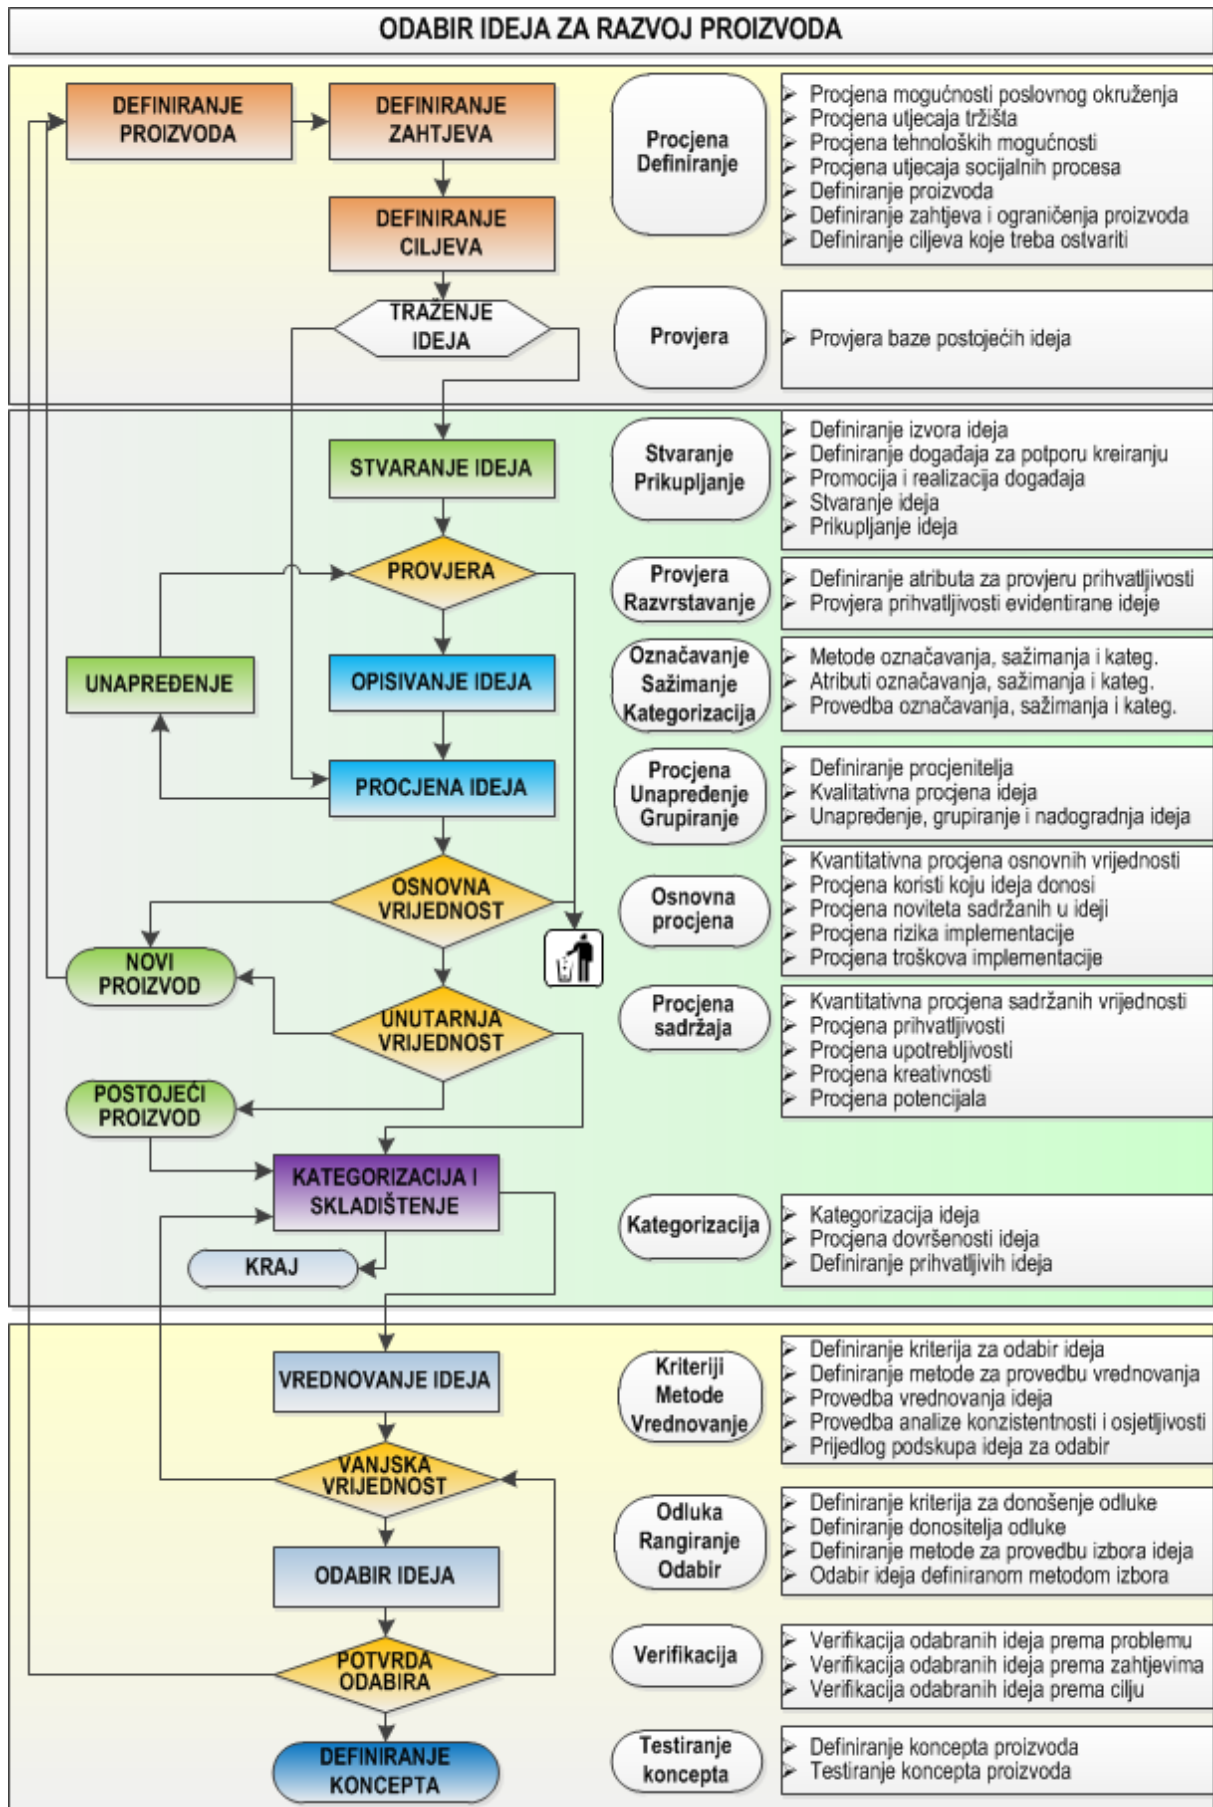 ODABIR IDEJA ZA RAZVOJ PROIZVODA
DEFINIRANJE
PROIZVODA
DEFINIRANJE
ZAHTJEVA
DEFINIRANJE
CILJEVA
TRAŽENJE
IDEJA
Procjena
Definiranje
Procjena mogućnosti poslovnog okruženja
Procjena utjecaja tržišta
Procjena tehnoloških mogućnosti
Procjena utjecaja socijalnih procesa
Definiranje proizvoda
Definiranje zahtjeva i ograničenja proizvoda
Definiranje ciljeva koje treba ostvariti
Provjera
Provjera baze postojećih ideja
STVARANJE IDEJA
PROVJERA
UNAPREĐENJE
OPISIVANJE IDEJA
PROCJENA IDEJA
OSNOVNA
VRIJEDNOST
NOVI
PROIZVOD
UNUTARNJA
VRIJEDNOST
POSTOJEĆI
PROIZVOD
KATEGORIZACIJA I
SKLADIŠTENJE
KRAJ
Stvaranje
Prikupljanje
Definiranje izvora ideja
Definiranje događaja za potporu kreiranju
Promocija i realizacija događaja
Stvaranje ideja
Prikupljanje ideja
Provjera
Razvrstavanje
Definiranje atributa za provjeru prihvatljivosti
Provjera prihvatljivosti evidentirane ideje
Označavanje
Sažimanje
Kategorizacija
Metode označavanja, sažimanja i kateg.
Atributi označavanja, sažimanja i kateg.
Provedba označavanja, sažimanja i kateg.
Procjena
Unapređenje
Grupiranje
Definiranje procjenitelja
Kvalitativna procjena ideja
Unapređenje, grupiranje i nadogradnja ideja
Osnovna
procjena
Kvantitativna procjena osnovnih vrijednosti
Procjena koristi koju ideja donosi
Procjena noviteta sadržanih u ideji
Procjena rizika implementacije
Procjena troškova implementacije
Procjena
sadržaja
Kvantitativna procjena sadržanih vrijednosti
Procjena prihvatljivosti
Procjena upotrebljivosti
Procjena kreativnosti
Procjena potencijala
Kategorizacija
Kategorizacija ideja
Procjena dovršenosti ideja
Definiranje prihvatljivih ideja
VREDNOVANJE IDEJA
VANJSKA
VRIJEDNOST
ODABIR IDEJA
POTVRDA
ODABIRA
DEFINIRANJE
KONCEPTA
Kriteriji
Metode
Vrednovanje
Definiranje kriterija za odabir ideja
Definiranje metode za provedbu vrednovanja
Provedba vrednovanja ideja
Provedba analize konzistentnosti i osjetljivosti
Prijedlog podskupa ideja za odabir
Odluka
Rangiranje
Odabir
Definiranje kriterija za donošenje odluke
Definiranje donositelja odluke
Definiranje metode za provedbu izbora ideja
Odabir ideja definiranom metodom izbora
Verifikacija
Verifikacija odabranih ideja prema problemu
Verifikacija odabranih ideja prema zahtjevima
Verifikacija odabranih ideja prema cilju
Testiranje
koncepta
Definiranje koncepta proizvoda
Testiranje koncepta proizvoda